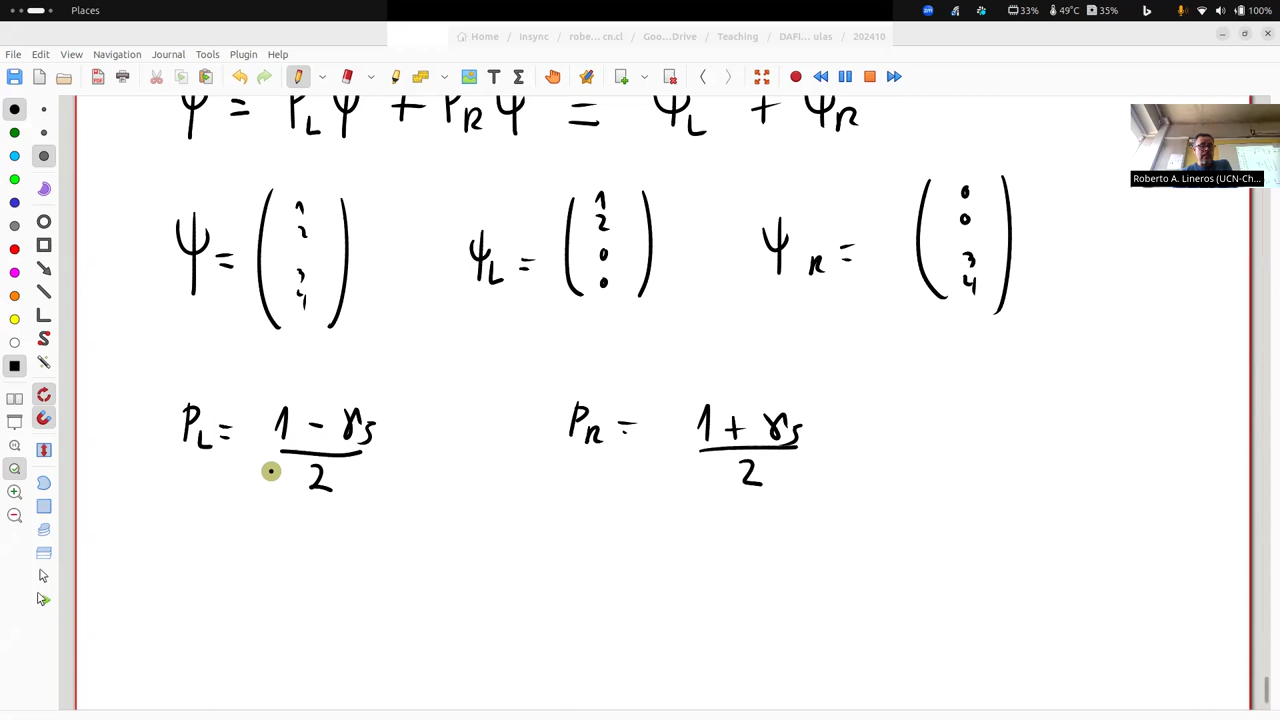 Places
33% 49°C 35% 100%
Home Insync robe... cn.cl Goo...Drive Teaching DAFI... ulas 202410
File Edit View Navigation Journal Tools Plugin Help
ψ = P_L ψ + P_R ψ = ψ_L + ψ_R
Roberto A. Lineros (UCN-Ch...
ψ = (1 2 3 4) ψ_L = (1 2 0 0) ψ_R = (0 0 3 4)
P_L = (1 - γ_5)/2 P_R = (1 + γ_5)/2